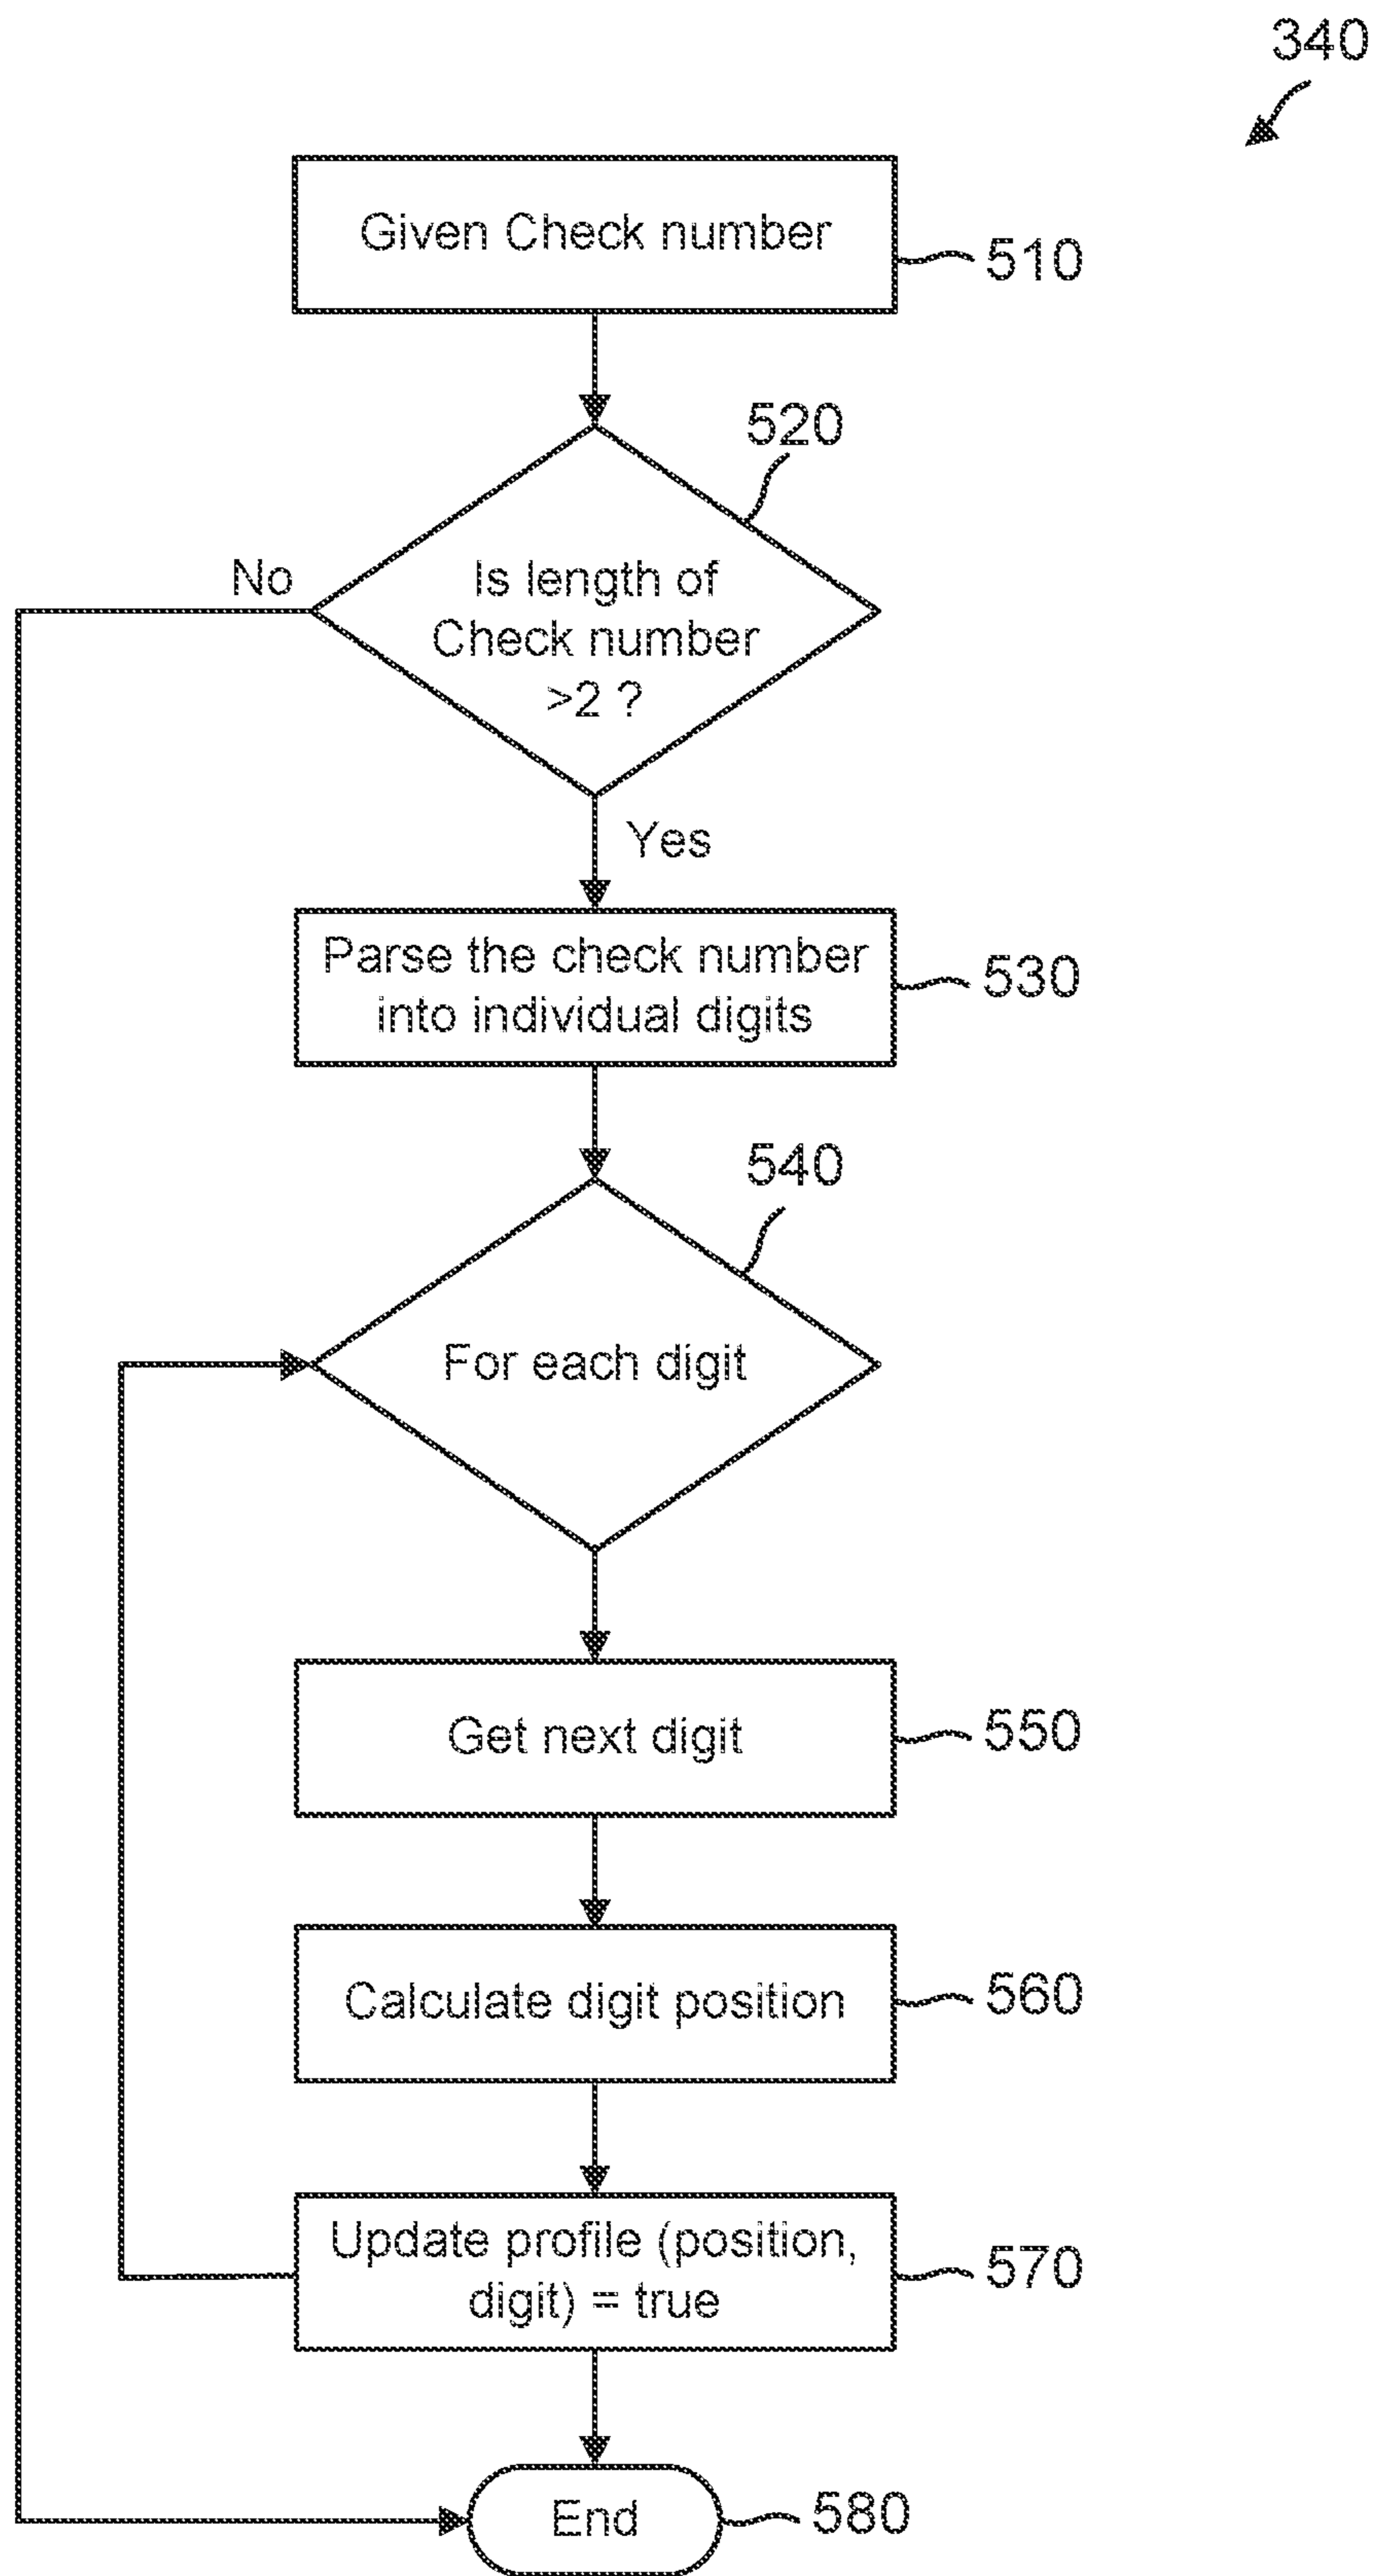 340
Given Check number
510
520
No
Is length of
Check number
>2 ?
Yes
Parse the check number
into individual digits
530
540
For each digit
Get next digit
550
Calculate digit position
560
Update profile (position,
digit) = true
570
End
580